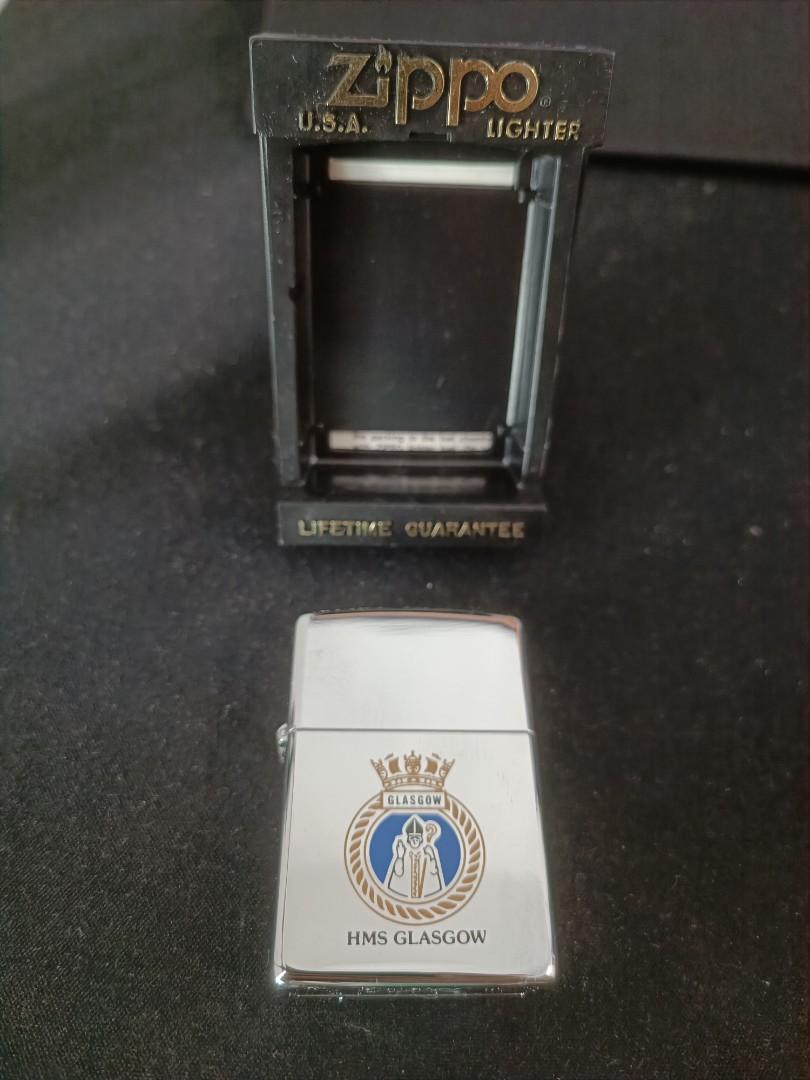 Zippo®
U.S.A. LIGHTER
LIFETIME GUARANTEE
GLASGOW
HMS GLASGOW